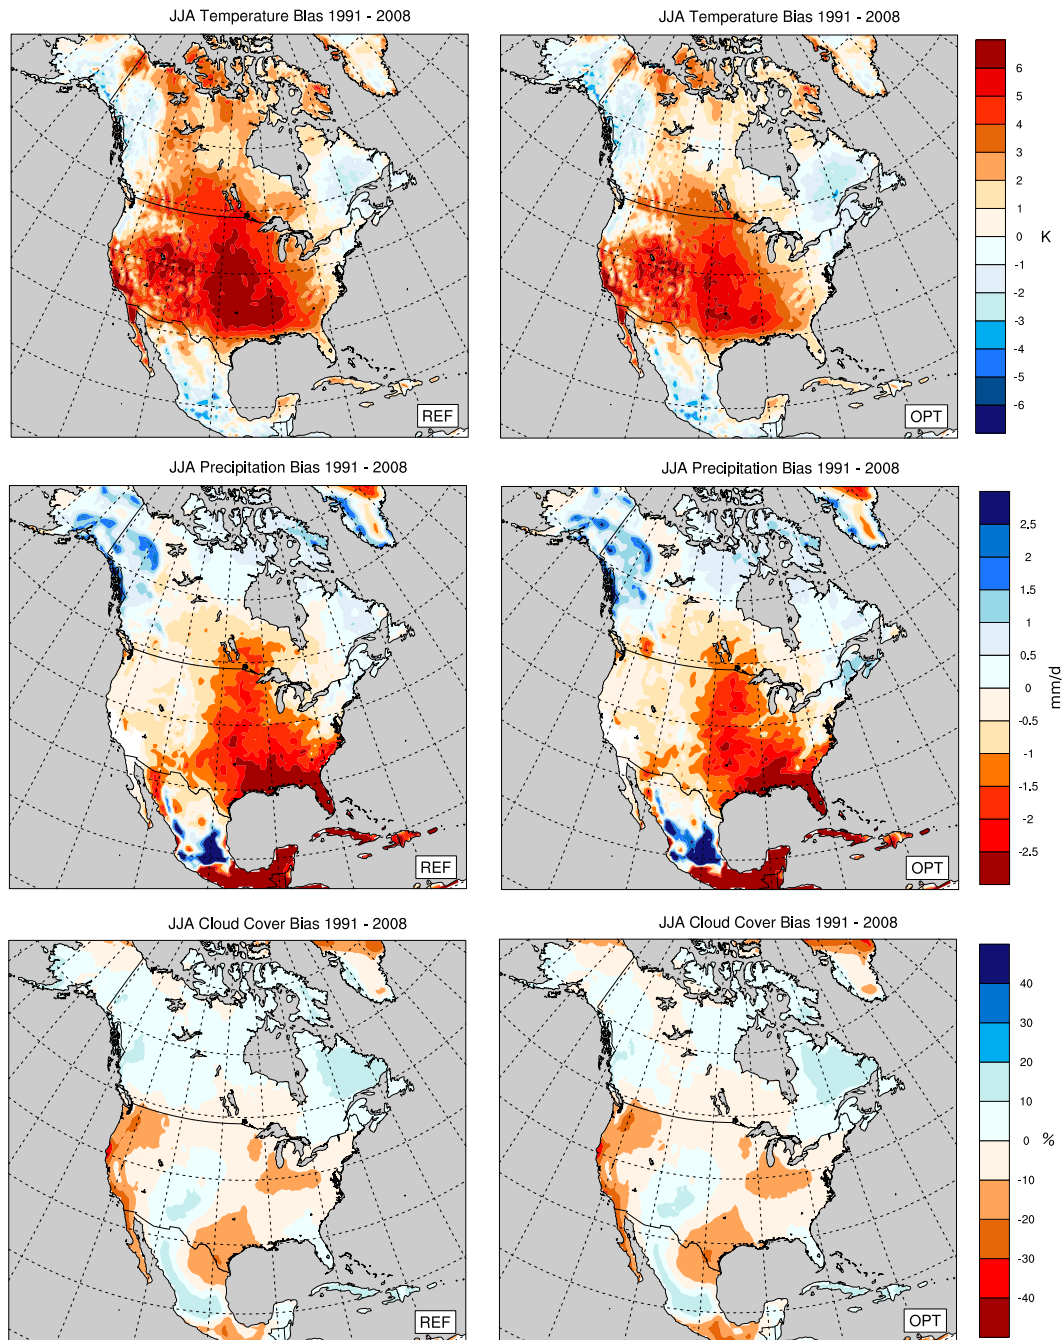 JJA Temperature Bias 1991 - 2008
JJA Temperature Bias 1991 - 2008
6
5
4
3
2
1
0
-1
-2
-3
-4
-5
-6
K
REF
OPT
JJA Precipitation Bias 1991 - 2008
JJA Precipitation Bias 1991 - 2008
2.5
2
1.5
1
0.5
0
-0.5
-1
-1.5
-2
-2.5
mm/d
REF
OPT
JJA Cloud Cover Bias 1991 - 2008
JJA Cloud Cover Bias 1991 - 2008
40
30
20
10
0
-10
-20
-30
-40
%
REF
OPT